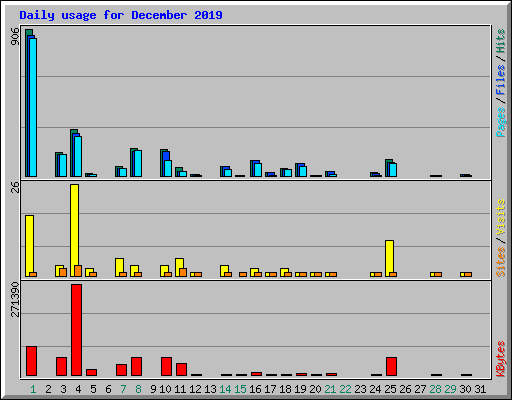 Daily usage for December 2019
906
Pages / Files / Hits
26
Sites / Visits
271390
KBytes
1 2 3 4 5 6 7 8 9 10 11 12 13 14 15 16 17 18 19 20 21 22 23 24 25 26 27 28 29 30 31